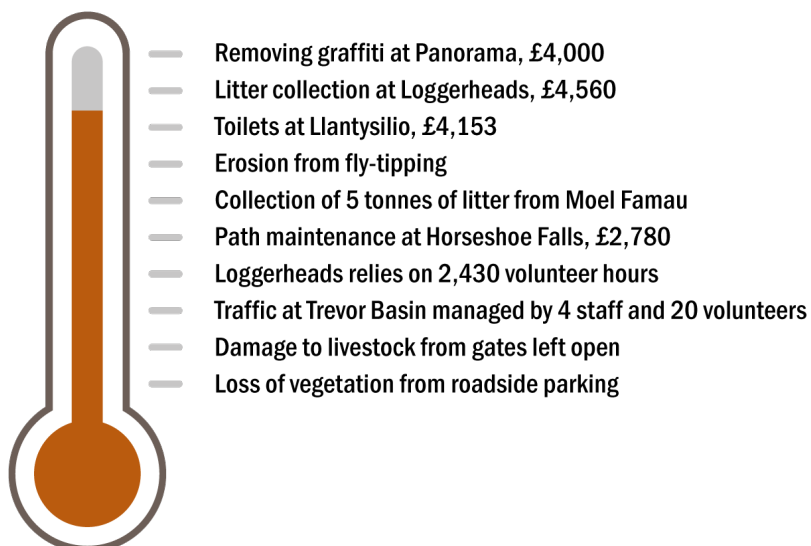 Removing graffiti at Panorama, £4,000
Litter collection at Loggerheads, £4,560
Toilets at Llantysilio, £4,153
Erosion from fly-tipping
Collection of 5 tonnes of litter from Moel Famau
Path maintenance at Horseshoe Falls, £2,780
Loggerheads relies on 2,430 volunteer hours
Traffic at Trevor Basin managed by 4 staff and 20 volunteers
Damage to livestock from gates left open
Loss of vegetation from roadside parking